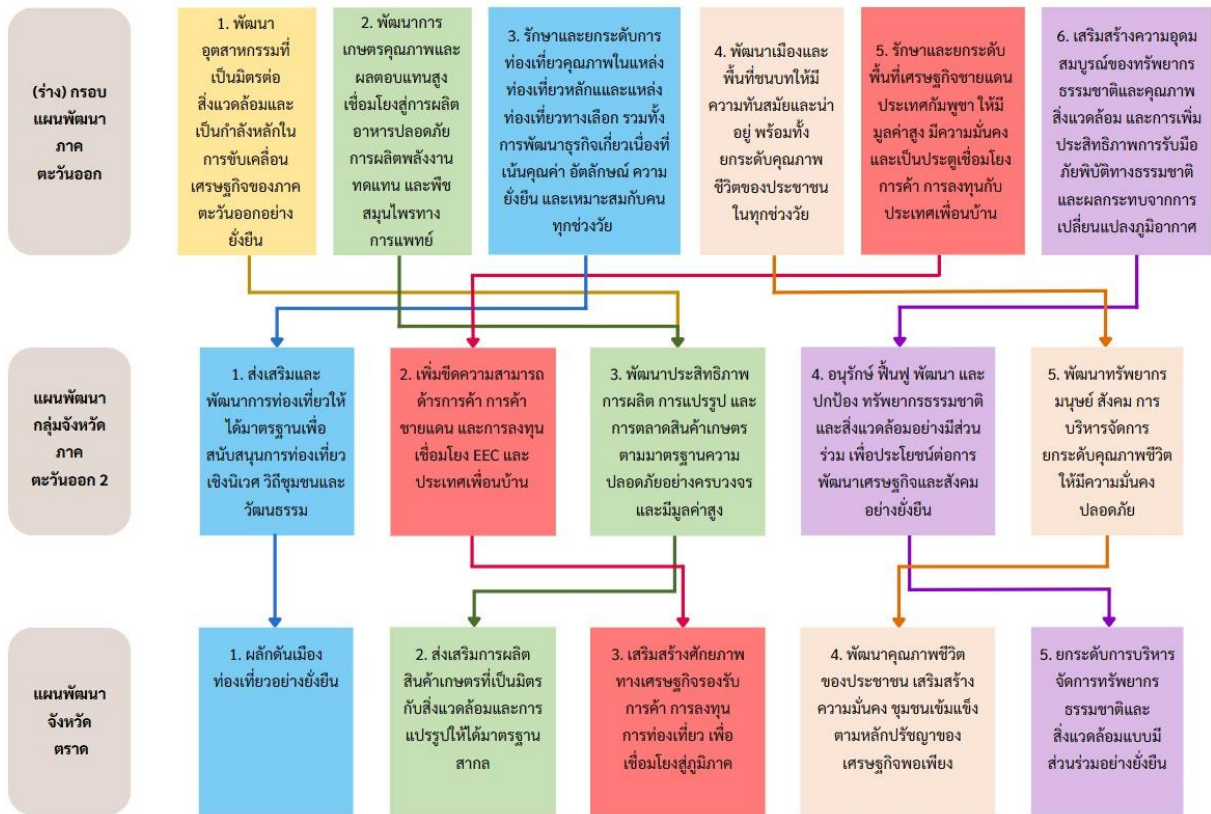 (ร่าง) กรอบ
แผนพัฒนา
ภาค
ตะวันออก
1. พัฒนา
อุตสาหกรรมที่
เป็นมิตรต่อ
สิ่งแวดล้อมและ
เป็นกำลังหลักใน
การขับเคลื่อน
เศรษฐกิจของภาค
ตะวันออกอย่าง
ยั่งยืน
2. พัฒนาการ
เกษตรคุณภาพและ
ผลตอบแทนสูง
เชื่อมโยงสู่การผลิต
อาหารปลอดภัย
การผลิตพลังงาน
ทดแทน และพืช
สมุนไพรทาง
การแพทย์
3. รักษาและยกระดับการ
ท่องเที่ยวคุณภาพในแหล่ง
ท่องเที่ยวหลักแและแหล่ง
ท่องเที่ยวทางเลือก รวมทั้ง
การพัฒนาธุรกิจเกี่ยวเนื่องที่
เน้นคุณค่า อัตลักษณ์ ความ
ยั่งยืน และเหมาะสมกับคน
ทุกช่วงวัย
4. พัฒนาเมืองและ
พื้นที่ชนบทให้มี
ความทันสมัยและน่า
อยู่ พร้อมทั้ง
ยกระดับคุณภาพ
ชีวิตของประชาชน
ในทุกช่วงวัย
5. รักษาและยกระดับ
พื้นที่เศรษฐกิจชายแดน
ประเทศกัมพูชา ให้มี
มูลค่าสูง มีความมั่นคง
และเป็นประตูเชื่อมโยง
การค้า การลงทุนกับ
ประเทศเพื่อนบ้าน
6. เสริมสร้างความอุดม
สมบูรณ์ของทรัพยากร
ธรรมชาติและคุณภาพ
สิ่งแวดล้อม และการเพิ่ม
ประสิทธิภาพการรับมือ
ภัยพิบัติทางธรรมชาติ
และผลกระทบจากการ
เปลี่ยนแปลงภูมิอากาศ
แผนพัฒนา
กลุ่มจังหวัด
ภาค
ตะวันออก 2
1. ส่งเสริมและ
พัฒนาการท่องเที่ยวให้
ได้มาตรฐานเพื่อ
สนับสนุนการท่องเที่ยว
เชิงนิเวศ วิถีชุมชนและ
วัฒนธรรม
2. เพิ่มขีดความสามารถ
ด้ารการค้า การค้า
ชายแดน และการลงทุน
เชื่อมโยง EEC และ
ประเทศเพื่อนบ้าน
3. พัฒนาประสิทธิภาพ
การผลิต การแปรรูป และ
การตลาดสินค้าเกษตร
ตามมาตรฐานความ
ปลอดภัยอย่างครบวงจร
และมีมูลค่าสูง
4. อนุรักษ์ ฟื้นฟู พัฒนา และ
ปกป้อง ทรัพยากรธรรมชาติ
และสิ่งแวดล้อมอย่างมีส่วน
ร่วม เพื่อประโยชน์ต่อการ
พัฒนาเศรษฐกิจและสังคม
อย่างยั่งยืน
5. พัฒนาทรัพยากร
มนุษย์ สังคม การ
บริหารจัดการ
ยกระดับคุณภาพชีวิต
ให้มีความมั่นคง
ปลอดภัย
แผนพัฒนา
จังหวัด
ตราด
1. ผลักดันเมือง
ท่องเที่ยวอย่างยั่งยืน
2. ส่งเสริมการผลิต
สินค้าเกษตรที่เป็นมิตร
กับสิ่งแวดล้อมและการ
แปรรูปให้ได้มาตรฐาน
สากล
3. เสริมสร้างศักยภาพ
ทางเศรษฐกิจรองรับ
การค้า การลงทุน
การท่องเที่ยว เพื่อ
เชื่อมโยงสู่ภูมิภาค
4. พัฒนาคุณภาพชีวิต
ของประชาชน เสริมสร้าง
ความมั่นคง ชุมชนเข้มแข็ง
ตามหลักปรัชญาของ
เศรษฐกิจพอเพียง
5. ยกระดับการบริหาร
จัดการทรัพยากร
ธรรมชาติและ
สิ่งแวดล้อมแบบมี
ส่วนร่วมอย่างยั่งยืน